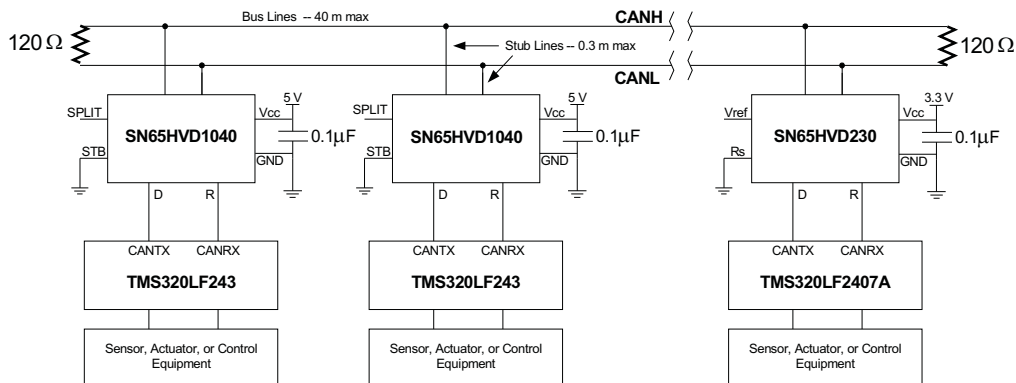 Bus Lines -- 40 m max
CANH
120 Ω
Stub Lines -- 0.3 m max
120 Ω
CANL
5 V
5 V
3.3 V
SPLIT
Vcc
SPLIT
Vcc
Vref
Vcc
SN65HVD1040
0.1µF
SN65HVD1040
0.1µF
SN65HVD230
0.1µF
STB
GND
STB
GND
Rs
GND
D
R
D
R
D
R
CANTX
CANRX
CANTX
CANRX
CANTX
CANRX
TMS320LF243
TMS320LF243
TMS320LF2407A
Sensor, Actuator, or Control
Equipment
Sensor, Actuator, or Control
Equipment
Sensor, Actuator, or Control
Equipment